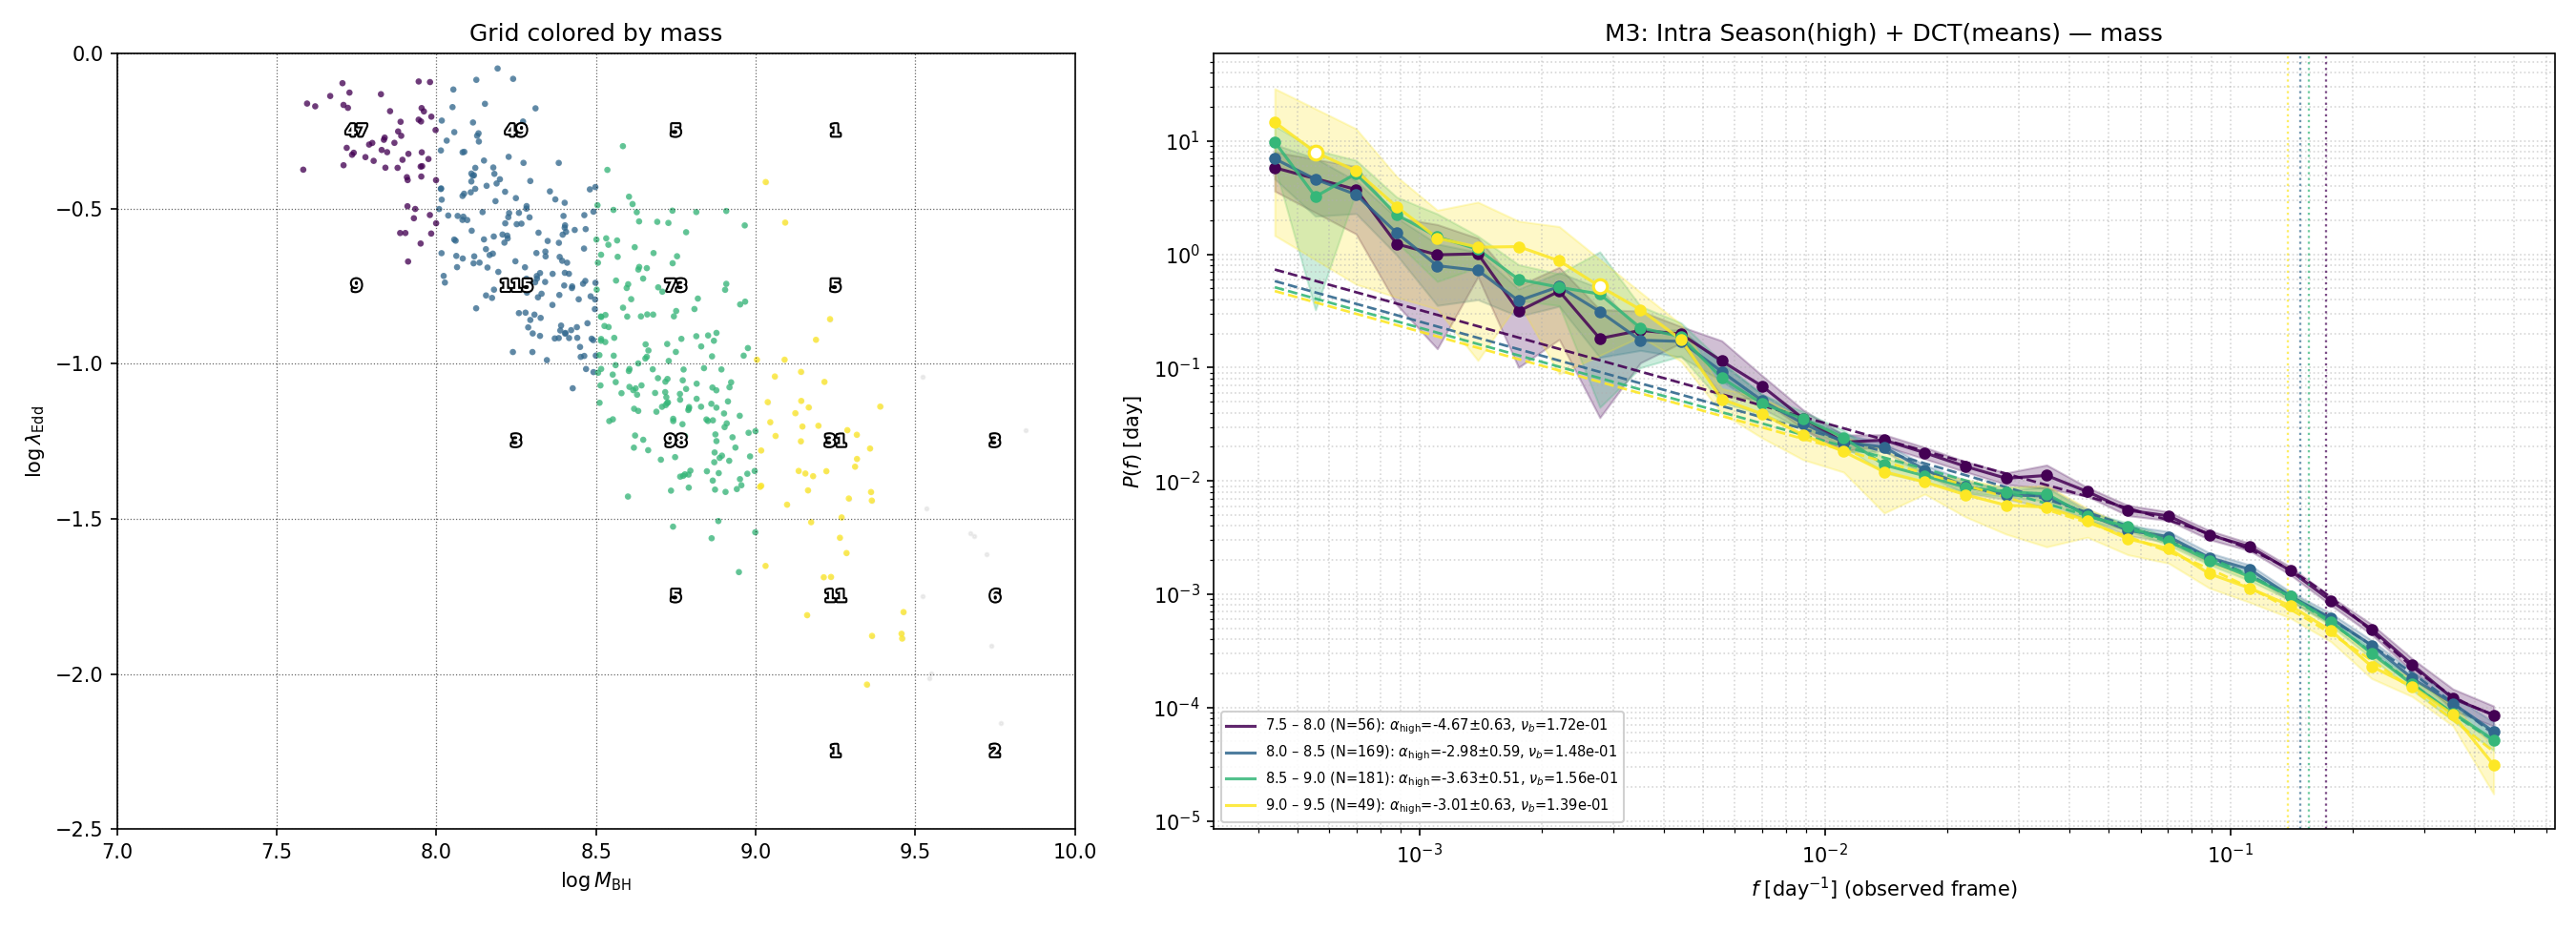 Grid colored by mass
M3: Intra Season(high) + DCT(means) — mass
0.0
−0.5
−1.0
−1.5
−2.0
−2.5
log λEdd
47 49 5 1
9 115 73 5
3 98 31 3
5 11 6
1 2
7.0 7.5 8.0 8.5 9.0 9.5 10.0
log MBH
10¹
10⁰
10⁻¹
10⁻²
10⁻³
10⁻⁴
10⁻⁵
P(f) [day]
7.5 – 8.0 (N=56): αhigh=-4.67±0.63, νb=1.72e-01
8.0 – 8.5 (N=169): αhigh=-2.98±0.59, νb=1.48e-01
8.5 – 9.0 (N=181): αhigh=-3.63±0.51, νb=1.56e-01
9.0 – 9.5 (N=49): αhigh=-3.01±0.63, νb=1.39e-01
10⁻³ 10⁻² 10⁻¹
f [day⁻¹] (observed frame)